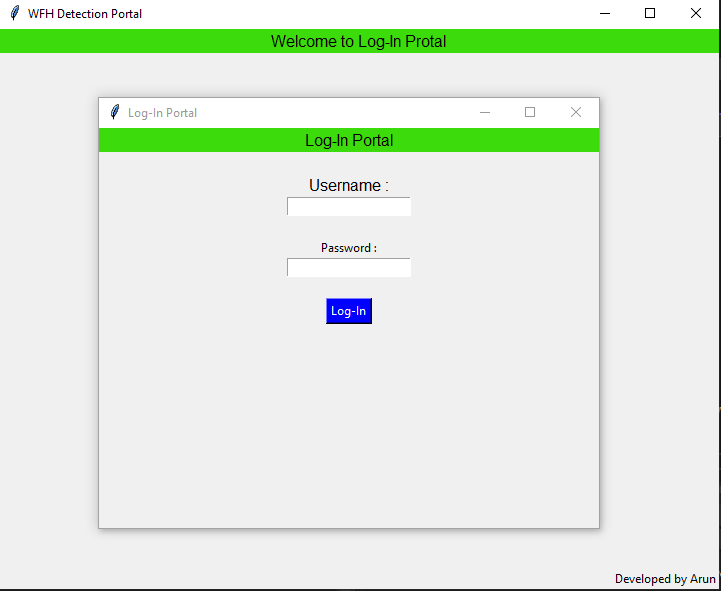 WFH Detection Portal
Welcome to Log-In Protal
Log-In Portal
Log-In Portal
Username :
Password :
Log-In
Developed by Arun